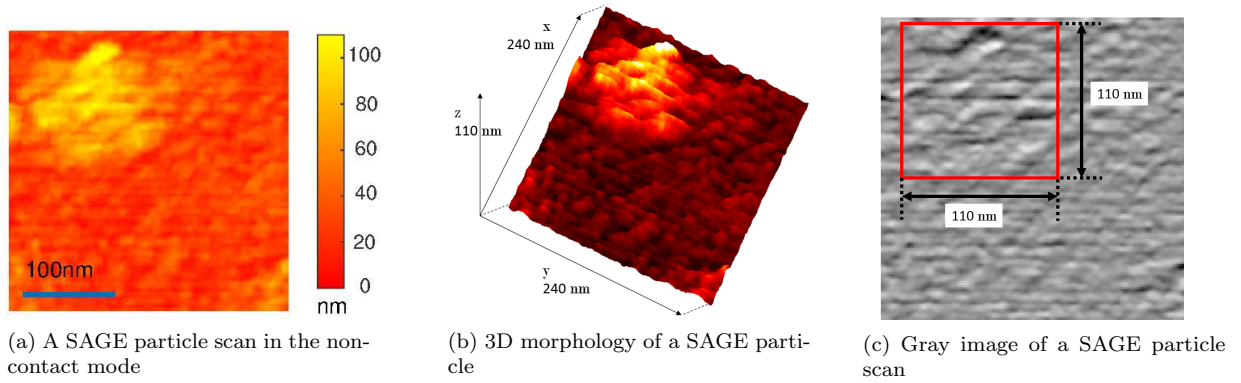 100
80
60
40
20
0
nm
100nm
x
240 nm
z
110 nm
y
240 nm
110 nm
110 nm
(a) A SAGE particle scan in the non-
contact mode
(b) 3D morphology of a SAGE parti-
cle
(c) Gray image of a SAGE particle
scan